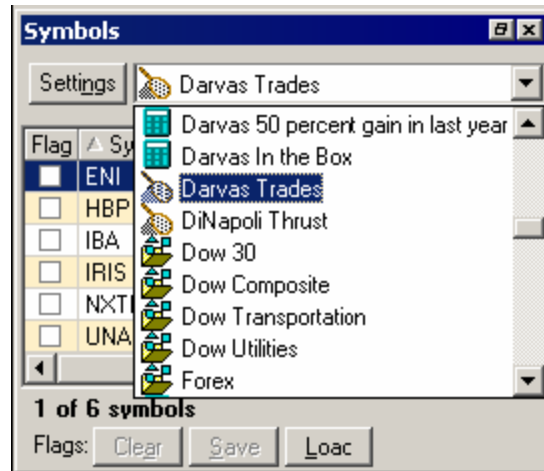 Symbols
Settings Darvas Trades
Flag Sy
Darvas 50 percent gain in last year
ENI
Darvas In the Box
HBP
Darvas Trades
IBA
DiNapoli Thrust
IRIS
Dow 30
NXT
Dow Composite
UNA
Dow Transportation
Dow Utilities
Forex
1 of 6 symbols
Flags: Clear Save Loac